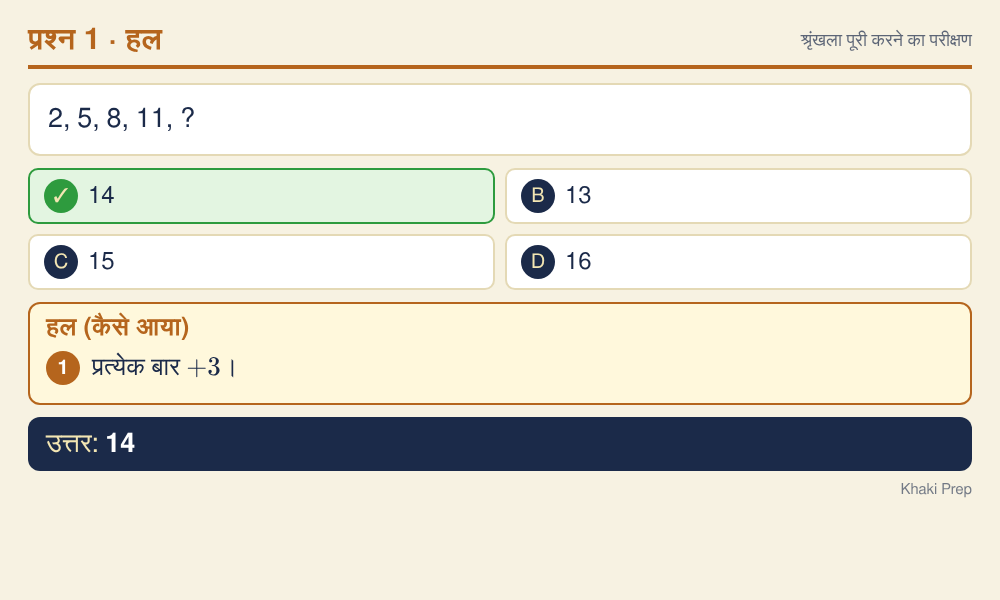 प्रश्न 1 · हल
श्रृंखला पूरी करने का परीक्षण
2, 5, 8, 11, ?
✓ 14
B 13
C 15
D 16
हल (कैसे आया)
1 प्रत्येक बार +3।
उत्तर: 14
Khaki Prep